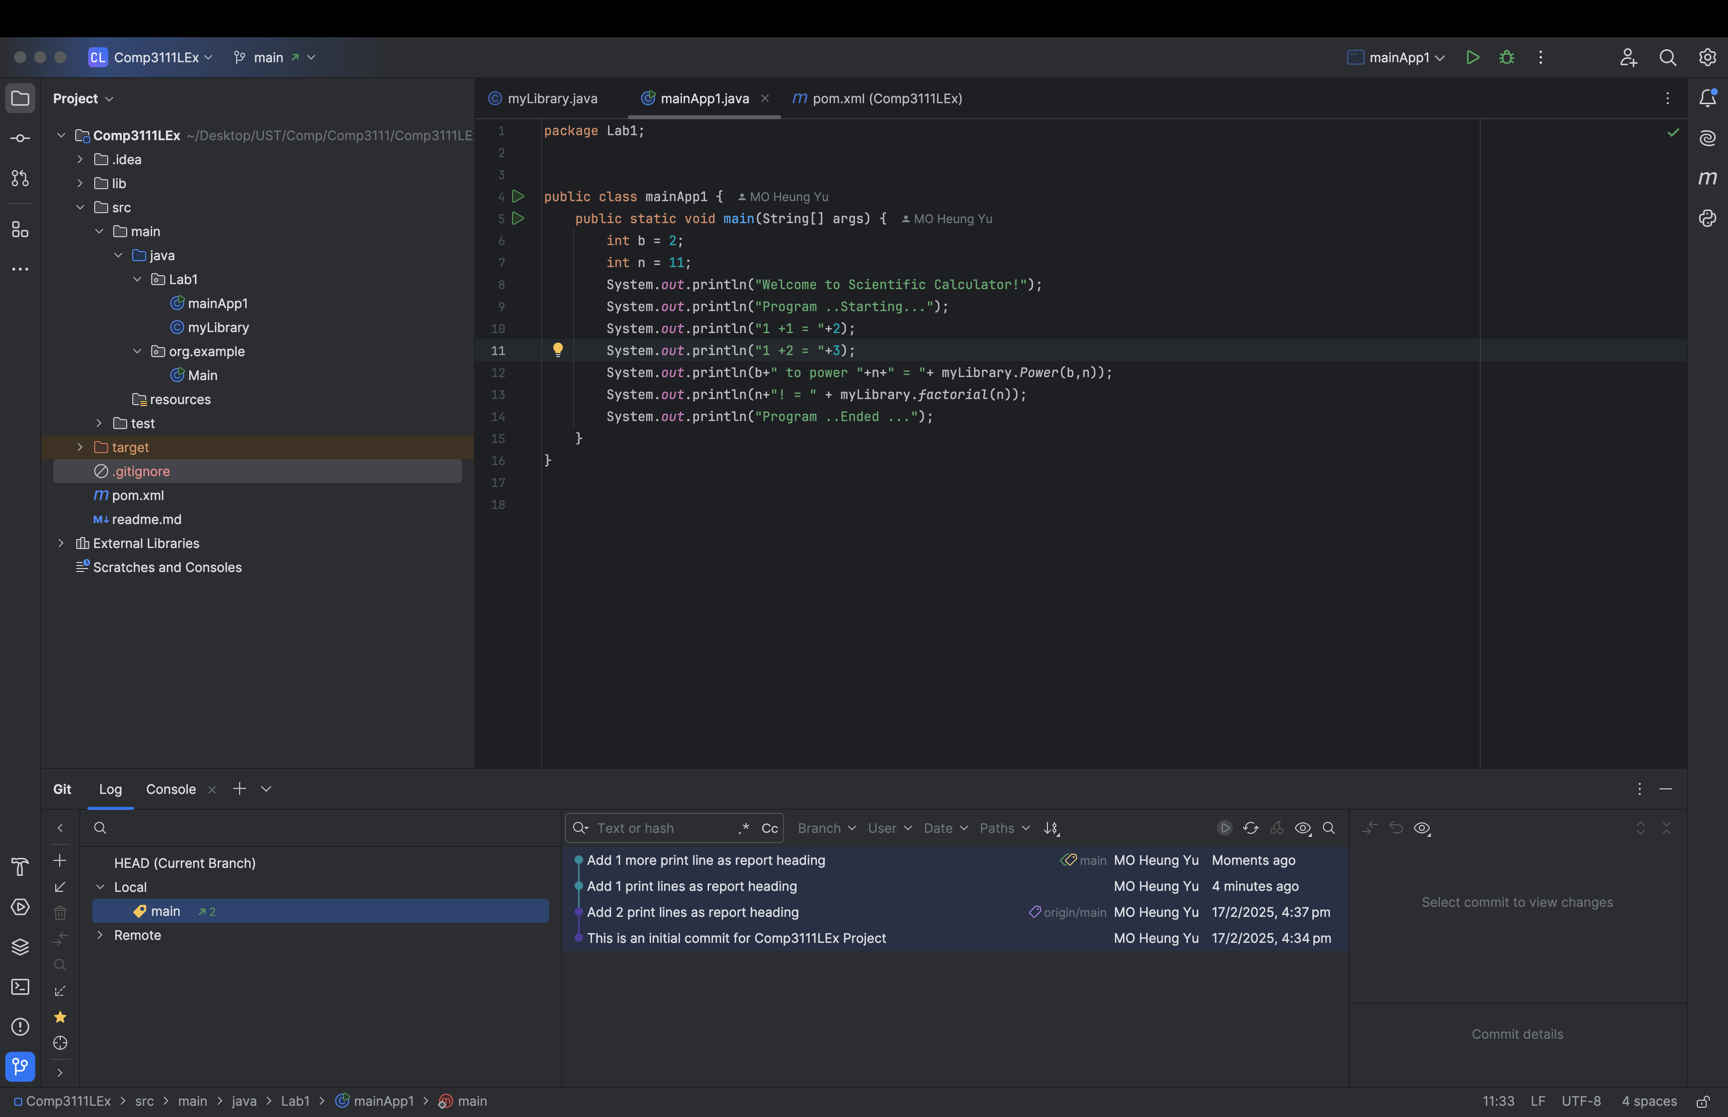 CL Comp3111LEx main mainApp1
Project
myLibrary.java mainApp1.java m pom.xml (Comp3111LEx)
Comp3111LEx ~/Desktop/UST/Comp/Comp3111/Comp3111LE
.idea
lib
src
main
java
Lab1
mainApp1
myLibrary
org.example
Main
resources
test
target
.gitignore
m pom.xml
M↓ readme.md
External Libraries
Scratches and Consoles
1 package Lab1;
2
3
4 public class mainApp1 { MO Heung Yu
5 public static void main(String[] args) { MO Heung Yu
6 int b = 2;
7 int n = 11;
8 System.out.println("Welcome to Scientific Calculator!");
9 System.out.println("Program ..Starting...");
10 System.out.println("1 +1 = "+2);
11 System.out.println("1 +2 = "+3);
12 System.out.println(b+" to power "+n+" = "+ myLibrary.Power(b,n));
13 System.out.println(n+"! = " + myLibrary.factorial(n));
14 System.out.println("Program ..Ended ...");
15 }
16 }
17
18
m
Git Log Console
HEAD (Current Branch)
Local
main 2
Remote
Text or hash .* Cc Branch User Date Paths
Add 1 more print line as report heading main MO Heung Yu Moments ago
Add 1 print lines as report heading MO Heung Yu 4 minutes ago
Add 2 print lines as report heading origin/main MO Heung Yu 17/2/2025, 4:37 pm
This is an initial commit for Comp3111LEx Project MO Heung Yu 17/2/2025, 4:34 pm
Select commit to view changes
Commit details
Comp3111LEx > src > main > java > Lab1 > mainApp1 > m main 11:33 LF UTF-8 4 spaces